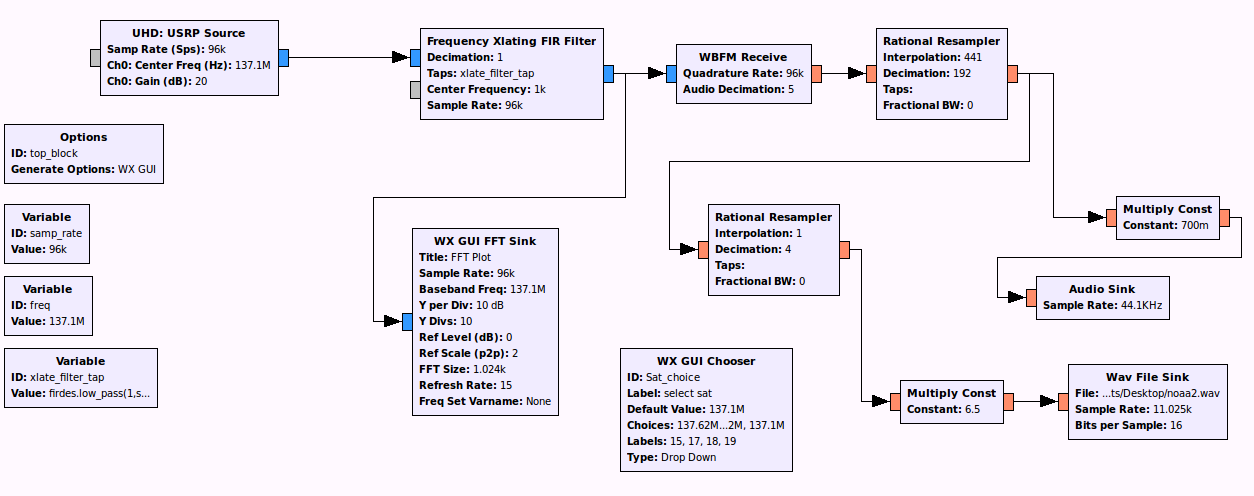 UHD: USRP Source
Samp Rate (Sps): 96k
Ch0: Center Freq (Hz): 137.1M
Ch0: Gain (dB): 20
Frequency Xlating FIR Filter
Decimation: 1
Taps: xlate_filter_tap
Center Frequency: 1k
Sample Rate: 96k
WBFM Receive
Quadrature Rate: 96k
Audio Decimation: 5
Rational Resampler
Interpolation: 441
Decimation: 192
Taps:
Fractional BW: 0
Options
ID: top_block
Generate Options: WX GUI
Variable
ID: samp_rate
Value: 96k
Variable
ID: freq
Value: 137.1M
Variable
ID: xlate_filter_tap
Value: firdes.low_pass(1,s...
WX GUI FFT Sink
Title: FFT Plot
Sample Rate: 96k
Baseband Freq: 137.1M
Y per Div: 10 dB
Y Divs: 10
Ref Level (dB): 0
Ref Scale (p2p): 2
FFT Size: 1.024k
Refresh Rate: 15
Freq Set Varname: None
Rational Resampler
Interpolation: 1
Decimation: 4
Taps:
Fractional BW: 0
Multiply Const
Constant: 700m
Audio Sink
Sample Rate: 44.1KHz
WX GUI Chooser
ID: Sat_choice
Label: select sat
Default Value: 137.1M
Choices: 137.62M...2M, 137.1M
Labels: 15, 17, 18, 19
Type: Drop Down
Multiply Const
Constant: 6.5
Wav File Sink
File: ...ts/Desktop/noaa2.wav
Sample Rate: 11.025k
Bits per Sample: 16